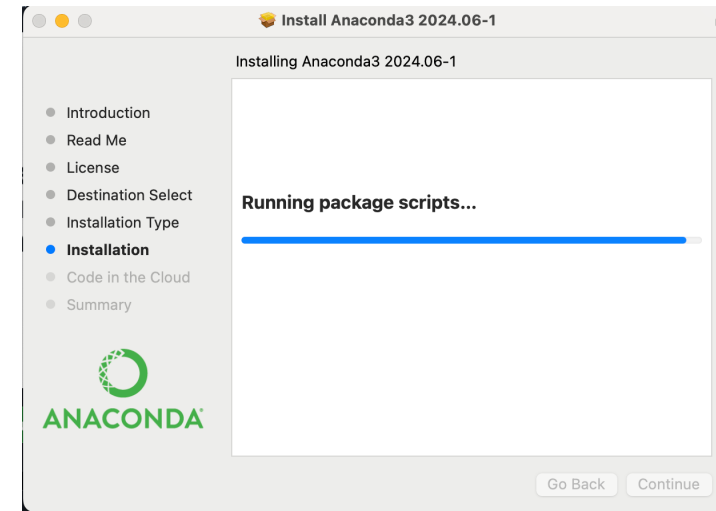 Install Anaconda3 2024.06-1
Installing Anaconda3 2024.06-1
Introduction
Read Me
License
Destination Select
Installation Type
Installation
Code in the Cloud
Summary
Running package scripts...
ANACONDA
Go Back
Continue